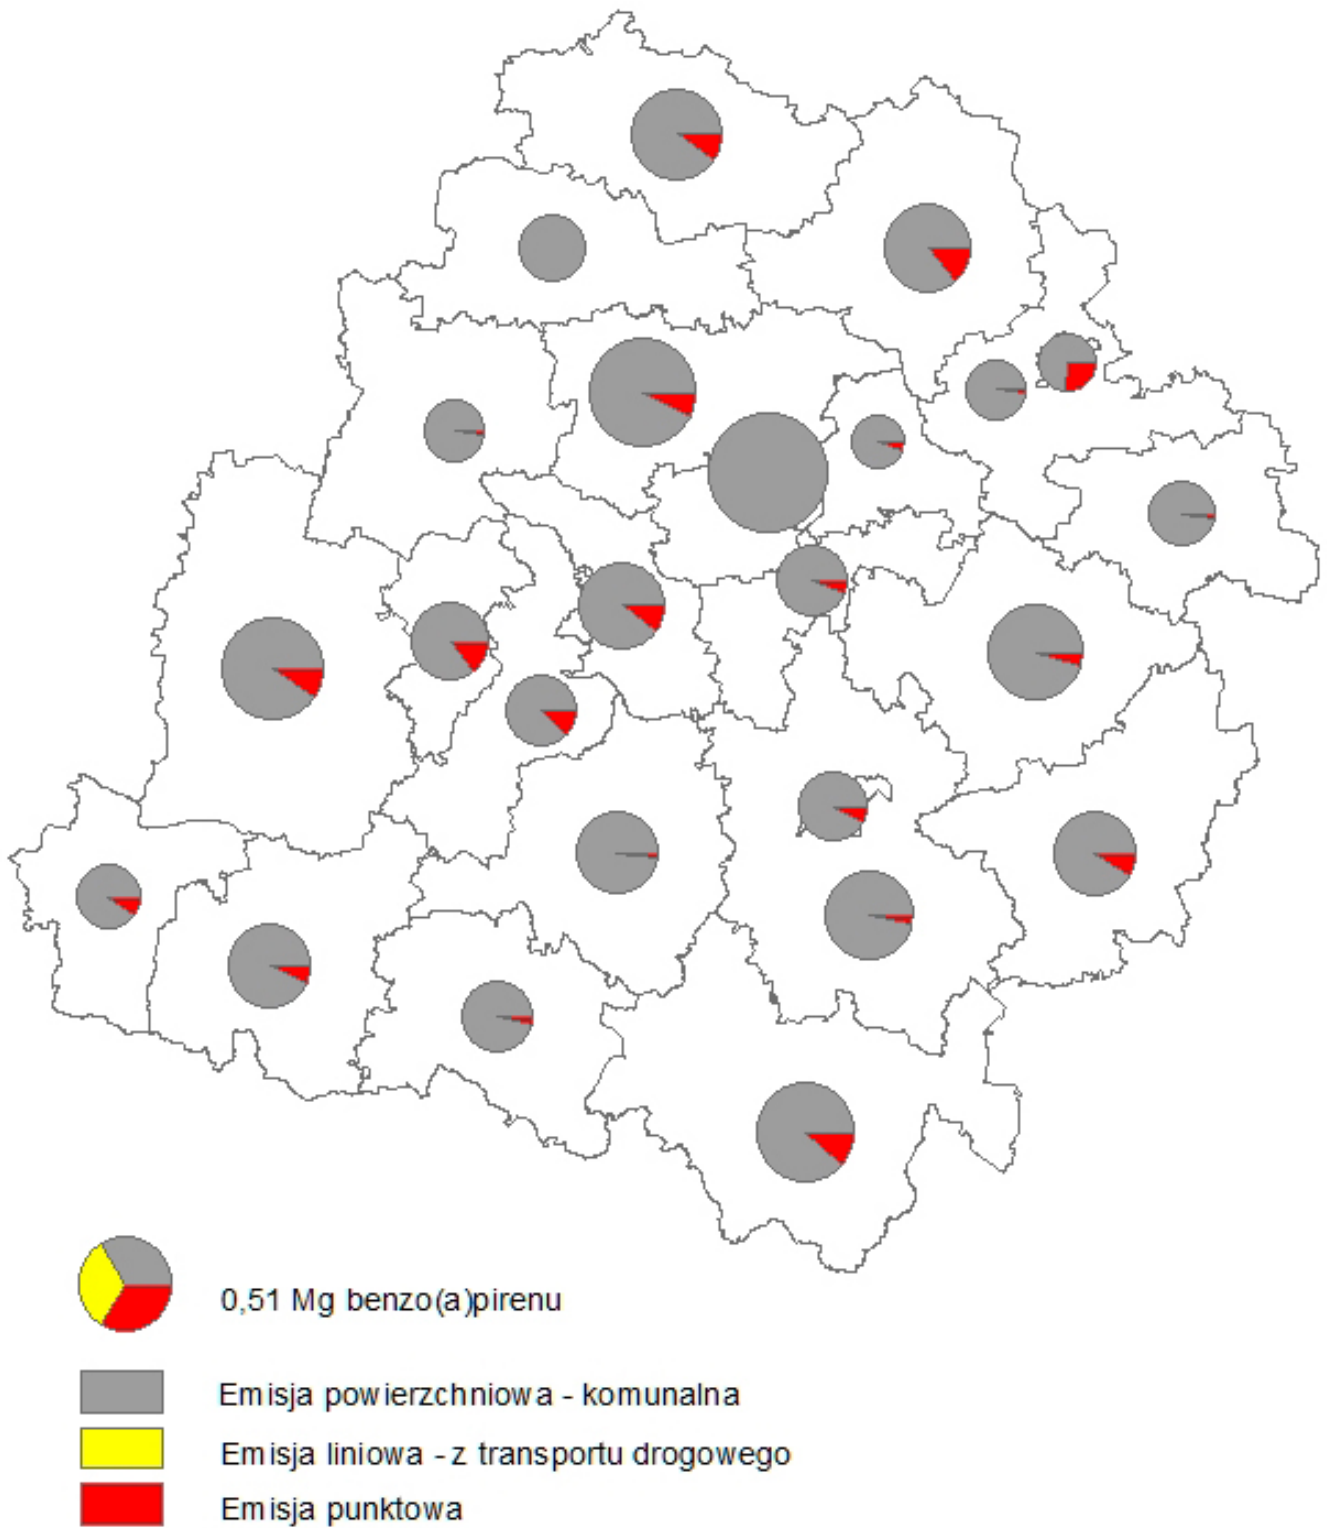 0,51 Mg benzo(a)pirenu
Emisja powierzchniowa - komunalna
Emisja liniowa - z transportu drogowego
Emisja punktowa